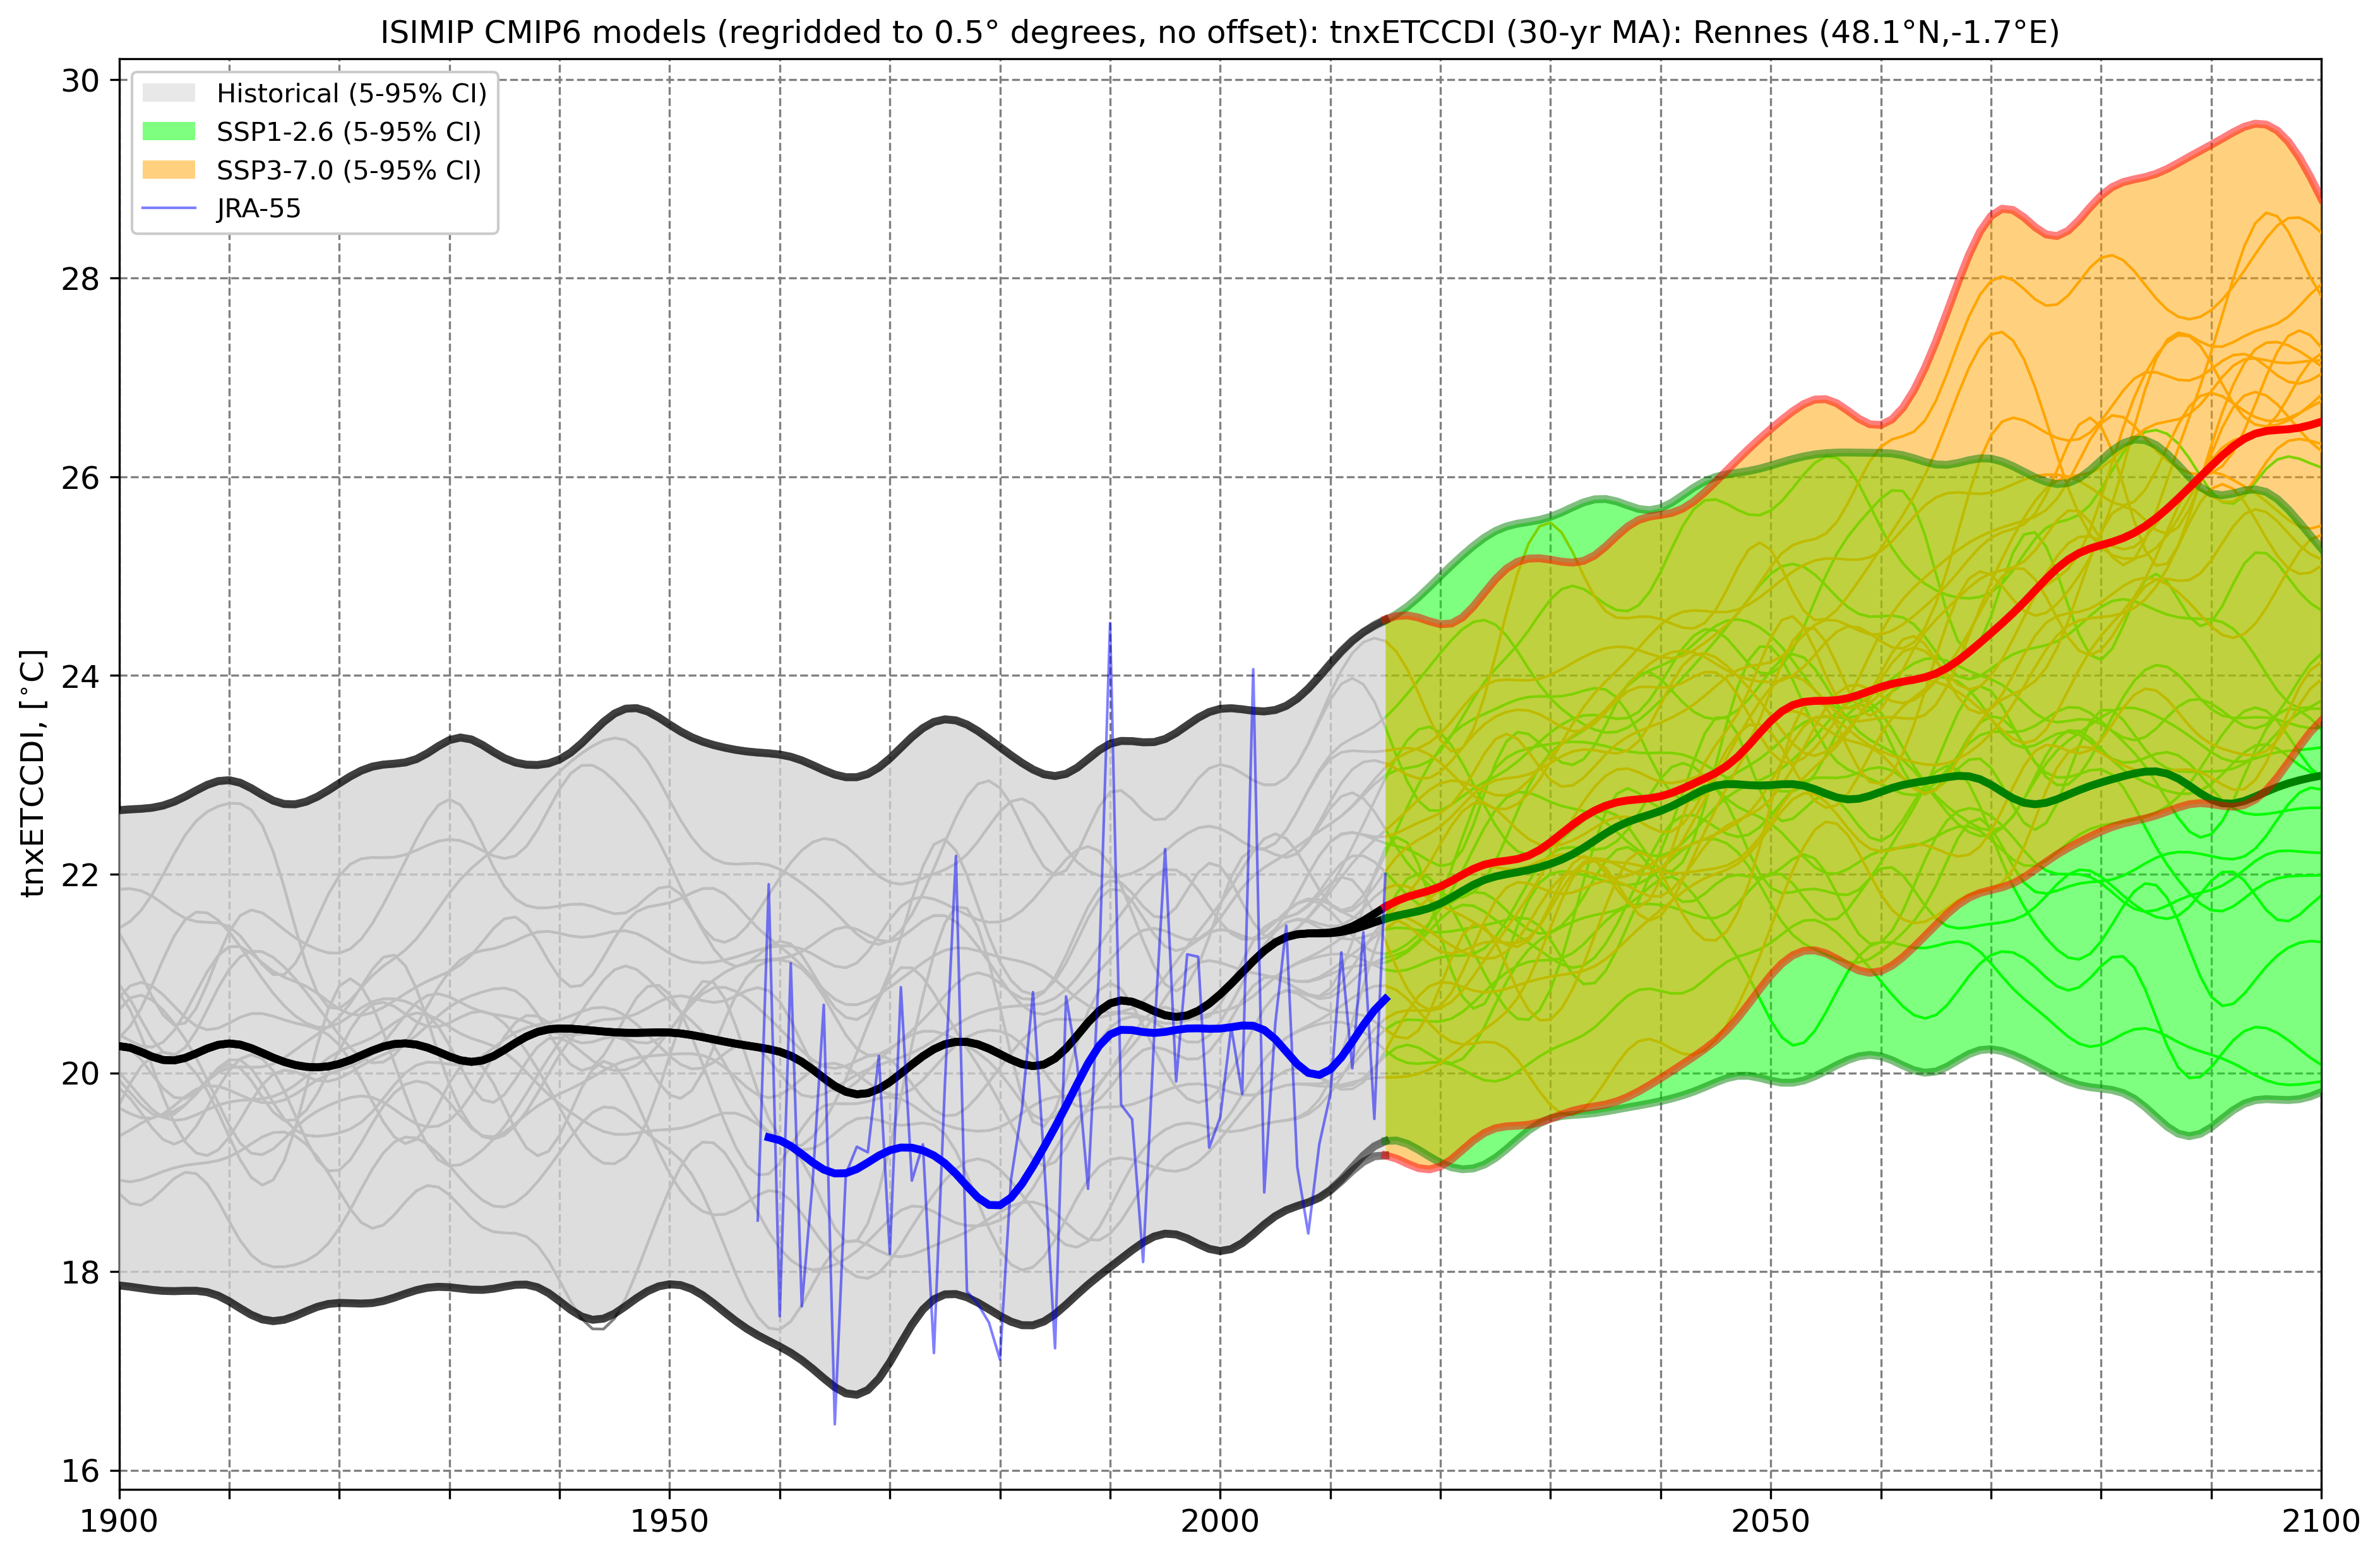 ISIMIP CMIP6 models (regridded to 0.5° degrees, no offset): tnxETCCDI (30-yr MA): Rennes (48.1°N,-1.7°E)
Historical (5-95% CI)
SSP1-2.6 (5-95% CI)
SSP3-7.0 (5-95% CI)
JRA-55
tnxETCCDI, [°C]
30
28
26
24
22
20
18
16
1900
1950
2000
2050
2100